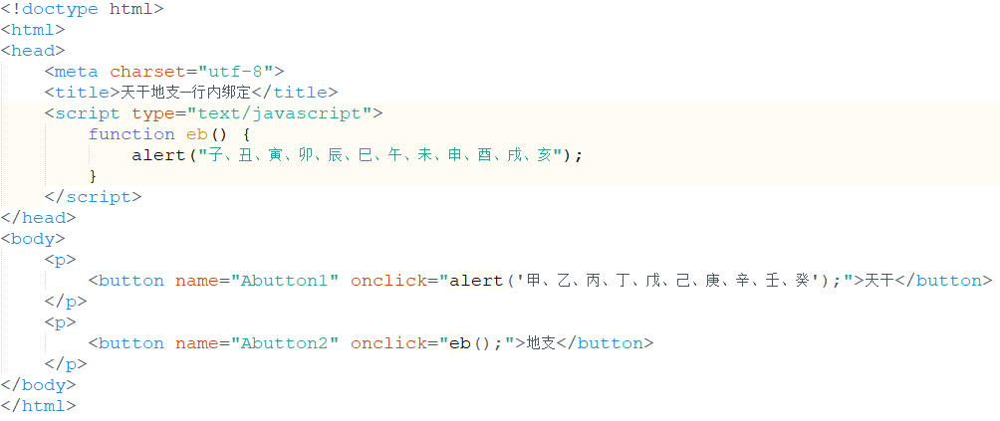 <!doctype html>
<html>
<head>
    <meta charset="utf-8">
    <title>天干地支—行内绑定</title>
    <script type="text/javascript">
        function eb() {
            alert("子、丑、寅、卯、辰、巳、午、未、申、酉、戌、亥");
        }
    </script>
</head>
<body>
    <p>
        <button name="Abutton1" onclick="alert('甲、乙、丙、丁、戊、己、庚、辛、壬、癸');">天干</button>
    </p>
    <p>
        <button name="Abutton2" onclick="eb();">地支</button>
    </p>
</body>
</html>